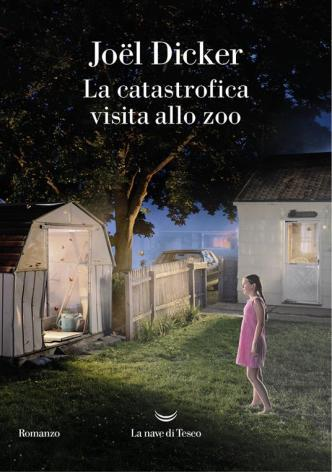 Joël Dicker
La catastrofica
visita allo zoo
Romanzo
La nave di Teseo